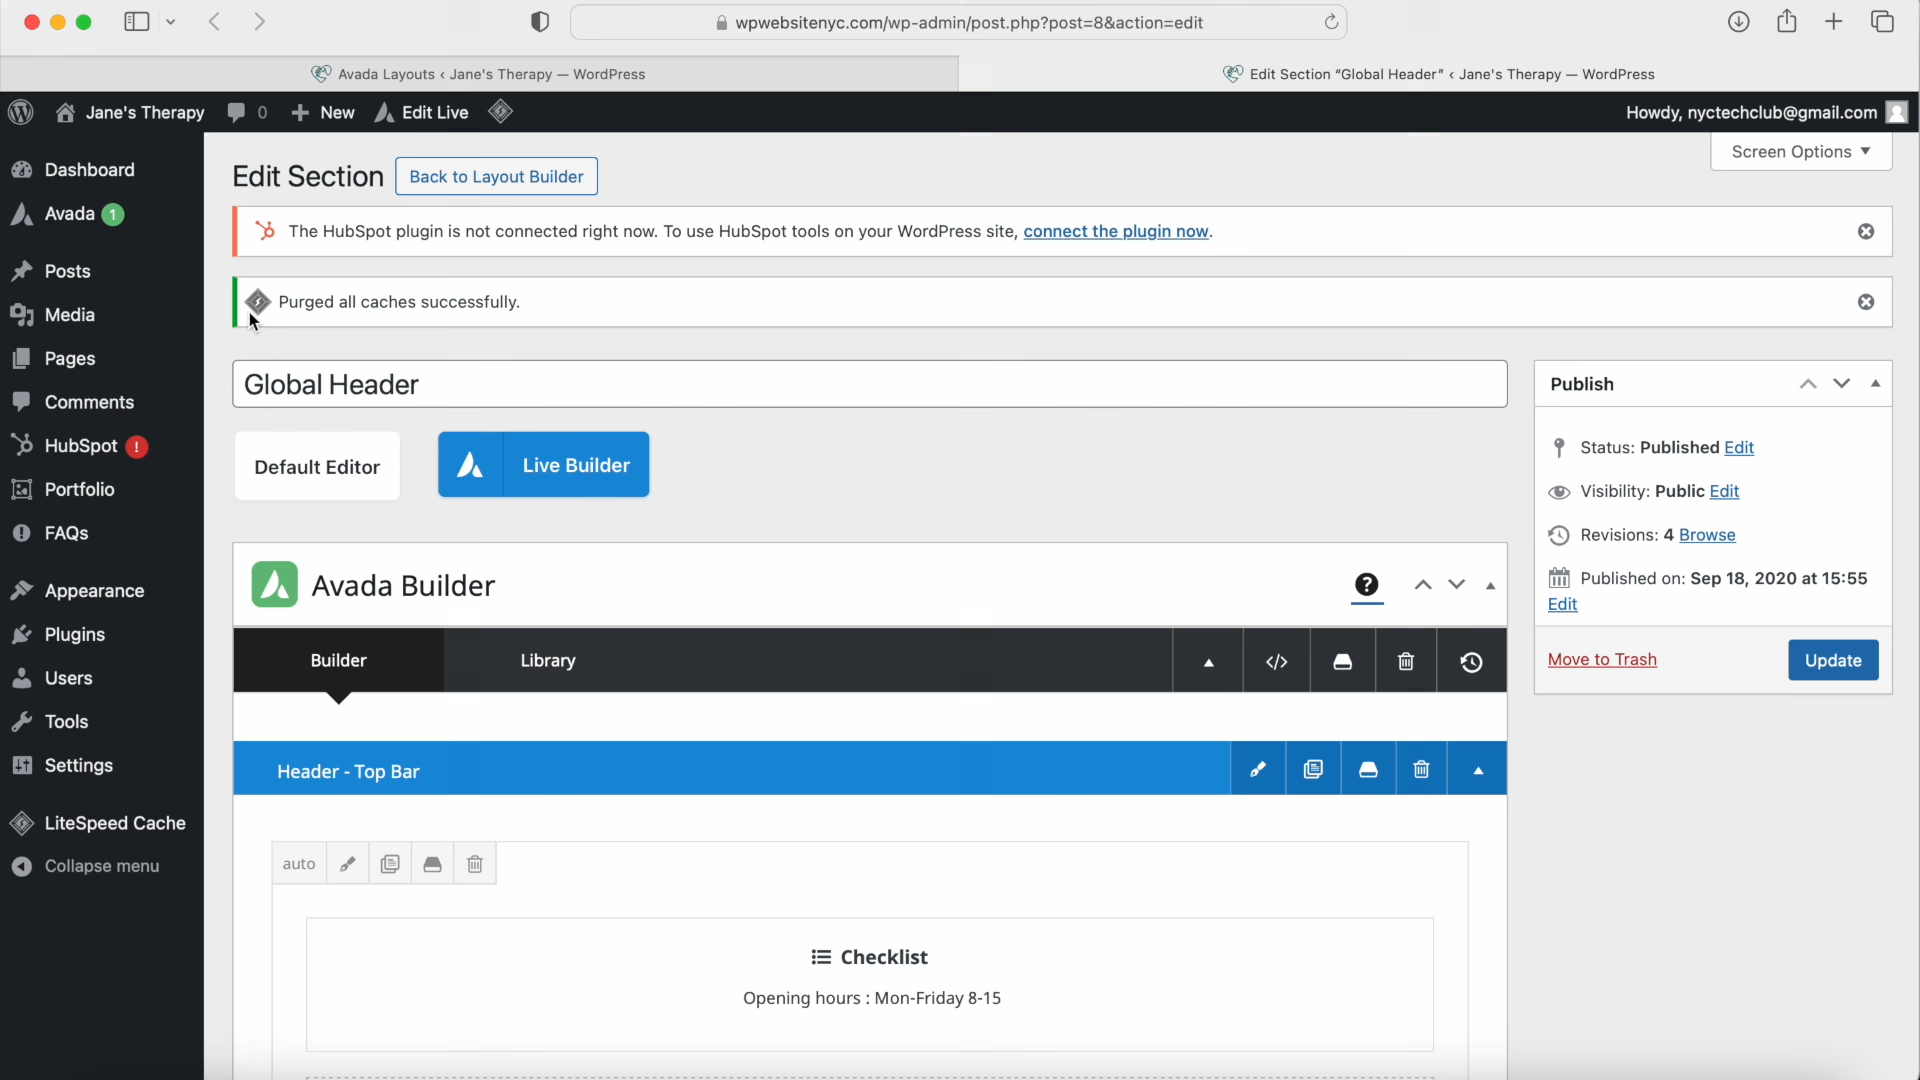 wpwebsitenyc.com/wp-admin/post.php?post=8&action=edit
Avada Layouts ‹ Jane's Therapy — WordPress
Edit Section “Global Header” ‹ Jane's Therapy — WordPress
Jane's Therapy
0
New
Edit Live
Howdy, nyctechclub@gmail.com
Screen Options
Dashboard
Avada 1
Posts
Media
Pages
Comments
HubSpot !
Portfolio
FAQs
Appearance
Plugins
Users
Tools
Settings
LiteSpeed Cache
Collapse menu
Edit Section
Back to Layout Builder
The HubSpot plugin is not connected right now. To use HubSpot tools on your WordPress site, connect the plugin now.
Purged all caches successfully.
Global Header
Default Editor
Live Builder
Avada Builder
?
Builder
Library
</>
Header - Top Bar
auto
Checklist
Opening hours : Mon-Friday 8-15
Publish
Status: Published Edit
Visibility: Public Edit
Revisions: 4 Browse
Published on: Sep 18, 2020 at 15:55
Edit
Move to Trash
Update